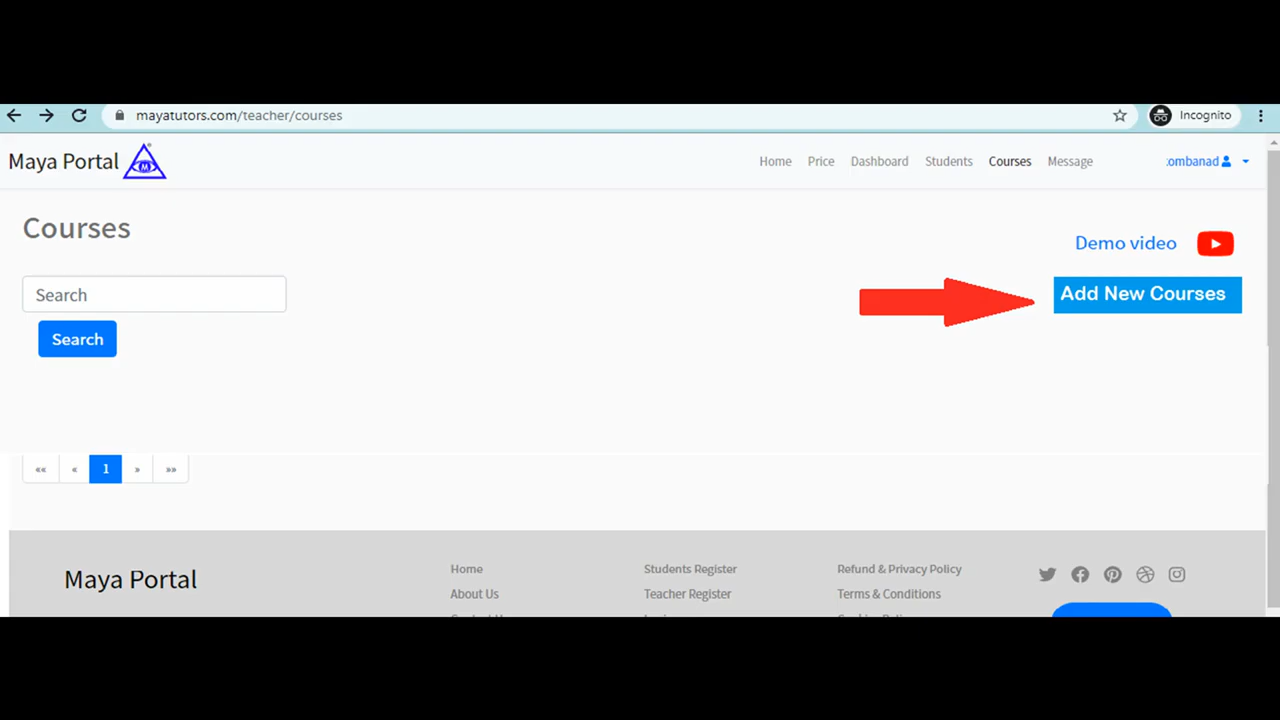 mayatutors.com/teacher/courses
Incognito
Maya Portal
M
Home Price Dashboard Students Courses Message
:ombanad
Courses
Demo video
Search
Add New Courses
Search
«« « 1 » »»
Maya Portal
Home
About Us
Students Register
Teacher Register
Refund & Privacy Policy
Terms & Conditions